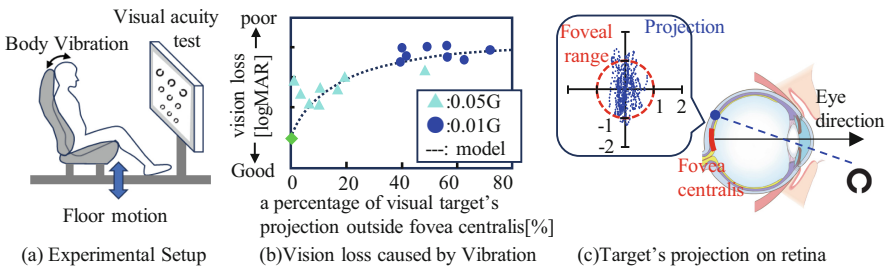 Visual acuity
test
Body Vibration
Floor motion
(a) Experimental Setup
poor
vision loss
[logMAR]
Good
:0.05G
:0.01G
---: model
0 20 40 60 80
a percentage of visual target's
projection outside fovea centralis[%]
(b)Vision loss caused by Vibration
Foveal
range
Projection
1 2
-1
-2
Eye
direction
Fovea
centralis
C
(c)Target's projection on retina